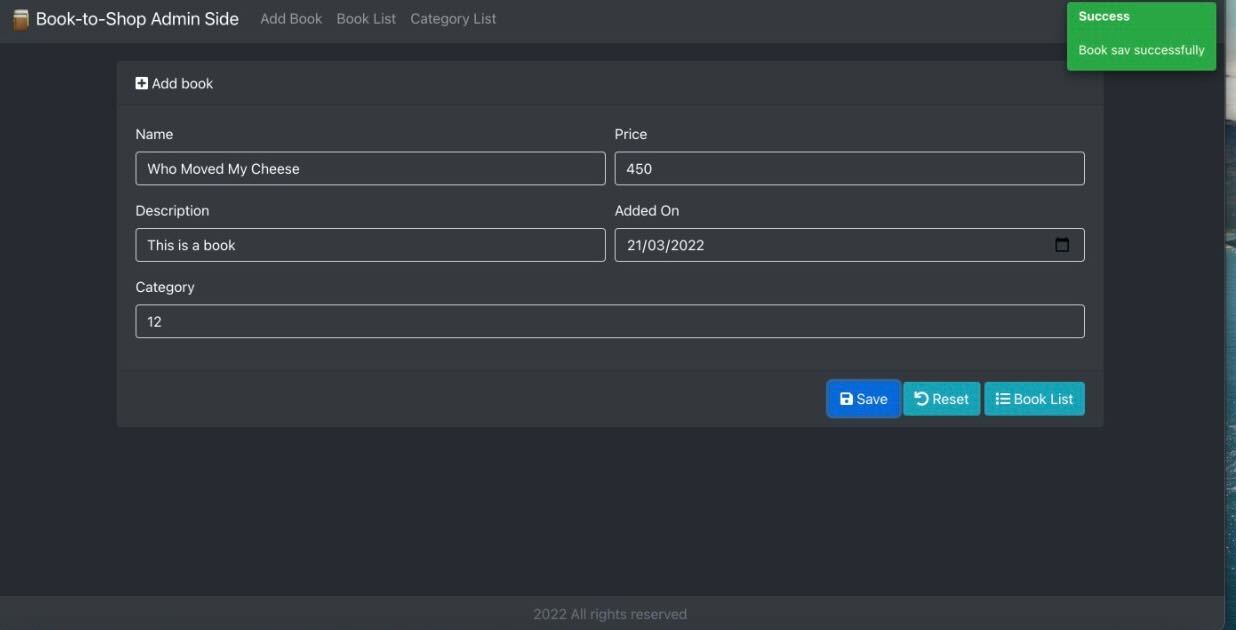 Book-to-Shop Admin Side Add Book Book List Category List
Success
Book sav successfully
Add book
Name Price
Who Moved My Cheese 450
Description Added On
This is a book 21/03/2022
Category
12
Save Reset Book List
2022 All rights reserved